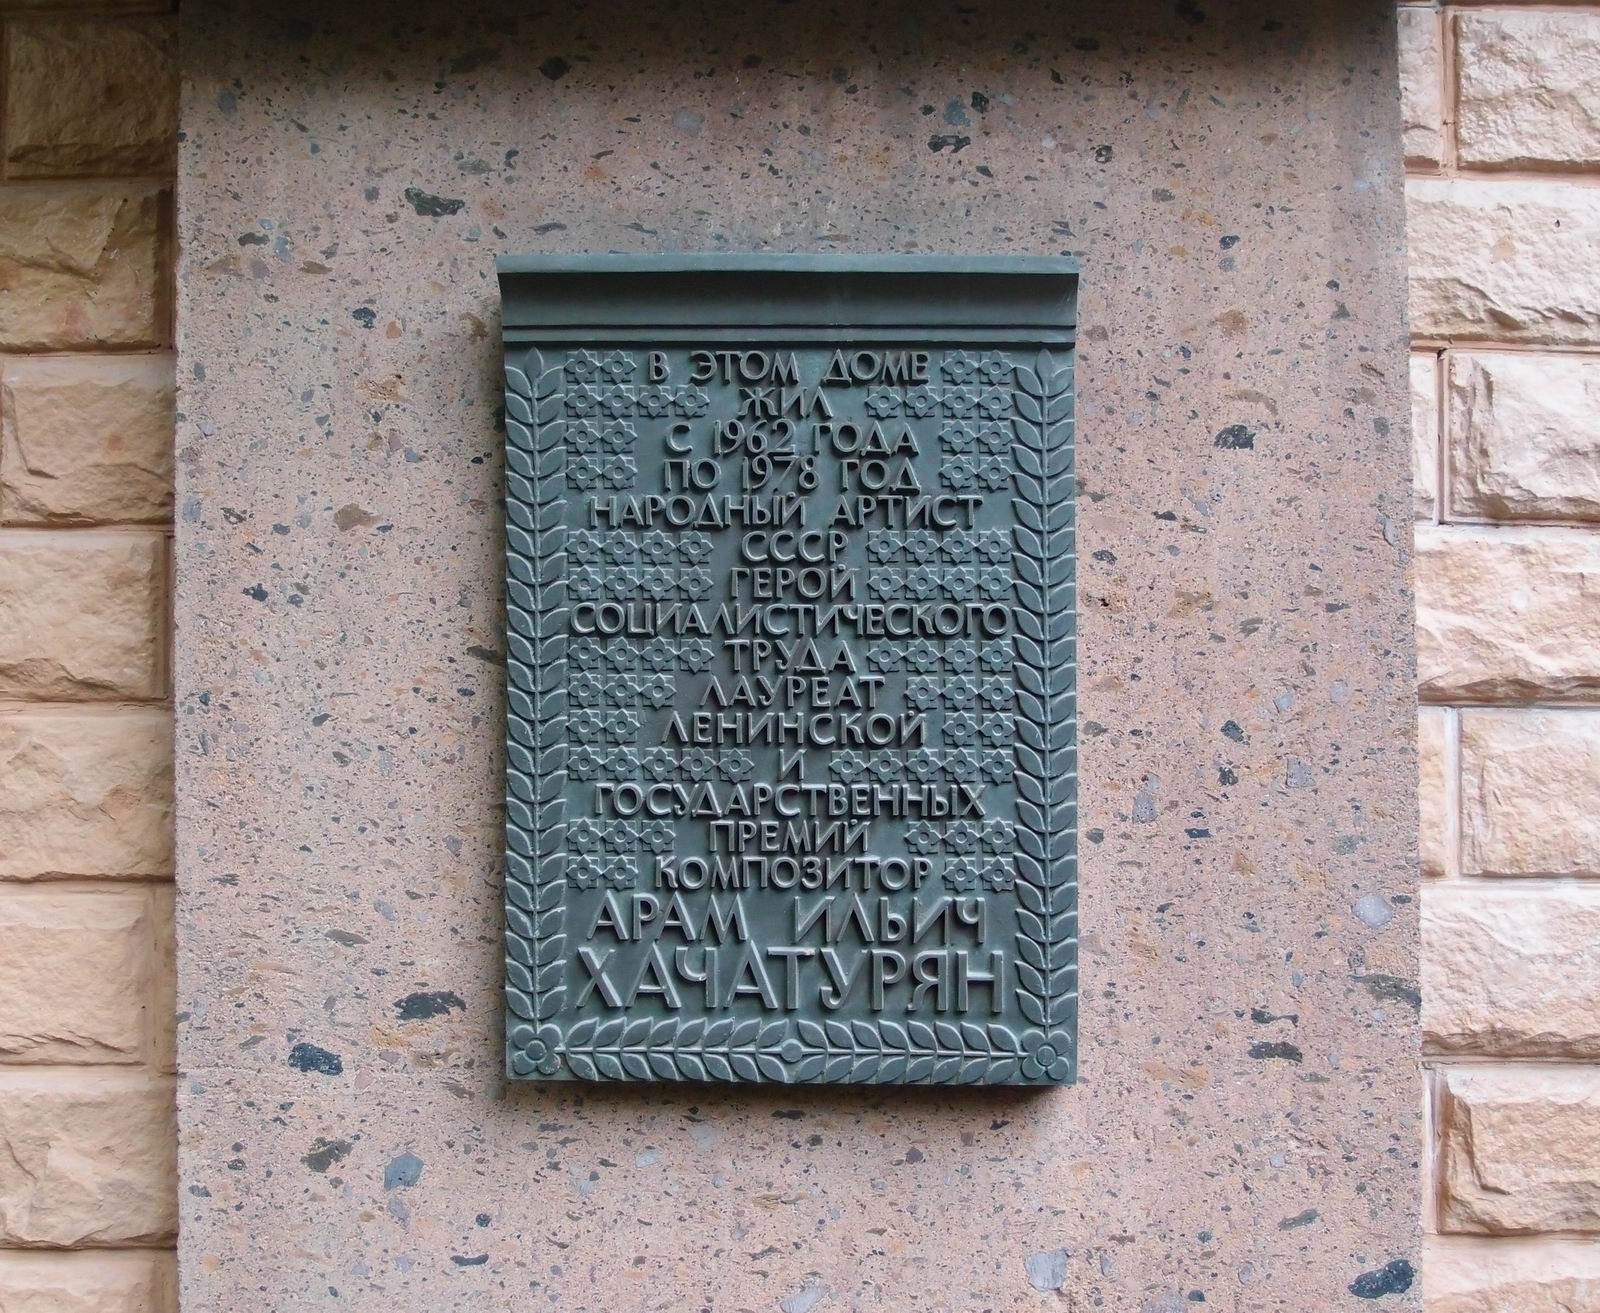 В ЭТОМ ДОМЕ
ЖИЛ
С 1962 ГОДА
ПО 1978 ГОД
НАРОДНЫЙ АРТИСТ
СССР
ГЕРОЙ
СОЦИАЛИСТИЧЕСКОГО
ТРУДА
ЛАУРЕАТ
ЛЕНИНСКОЙ
И
ГОСУДАРСТВЕННЫХ
ПРЕМИЙ
КОМПОЗИТОР
АРАМ ИЛЬИЧ
ХАЧАТУРЯН